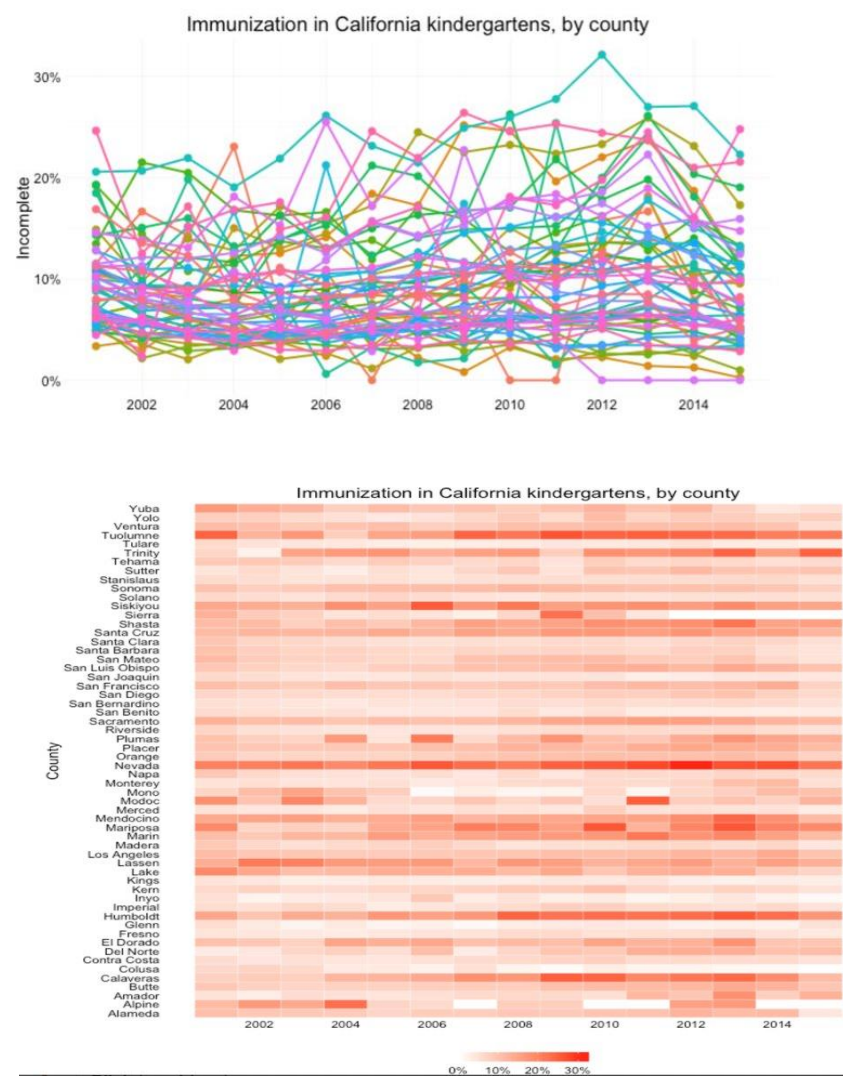 Immunization in California kindergartens, by county
Incomplete
30%
20%
10%
0%
2002 2004 2006 2008 2010 2012 2014
Immunization in California kindergartens, by county
County
Yuba
Yolo
Ventura
Tuolumne
Tulare
Trinity
Tehama
Sutter
Stanislaus
Sonoma
Solano
Siskiyou
Sierra
Shasta
Santa Cruz
Santa Clara
Santa Barbara
San Mateo
San Luis Obispo
San Joaquin
San Francisco
San Diego
San Bernardino
San Benito
Sacramento
Riverside
Plumas
Placer
Orange
Nevada
Napa
Monterey
Mono
Modoc
Merced
Mendocino
Mariposa
Marin
Madera
Los Angeles
Lassen
Lake
Kings
Kern
Inyo
Imperial
Humboldt
Glenn
Fresno
El Dorado
Del Norte
Contra Costa
Colusa
Calaveras
Butte
Amador
Alpine
Alameda
2002 2004 2006 2008 2010 2012 2014
0% 10% 20% 30%